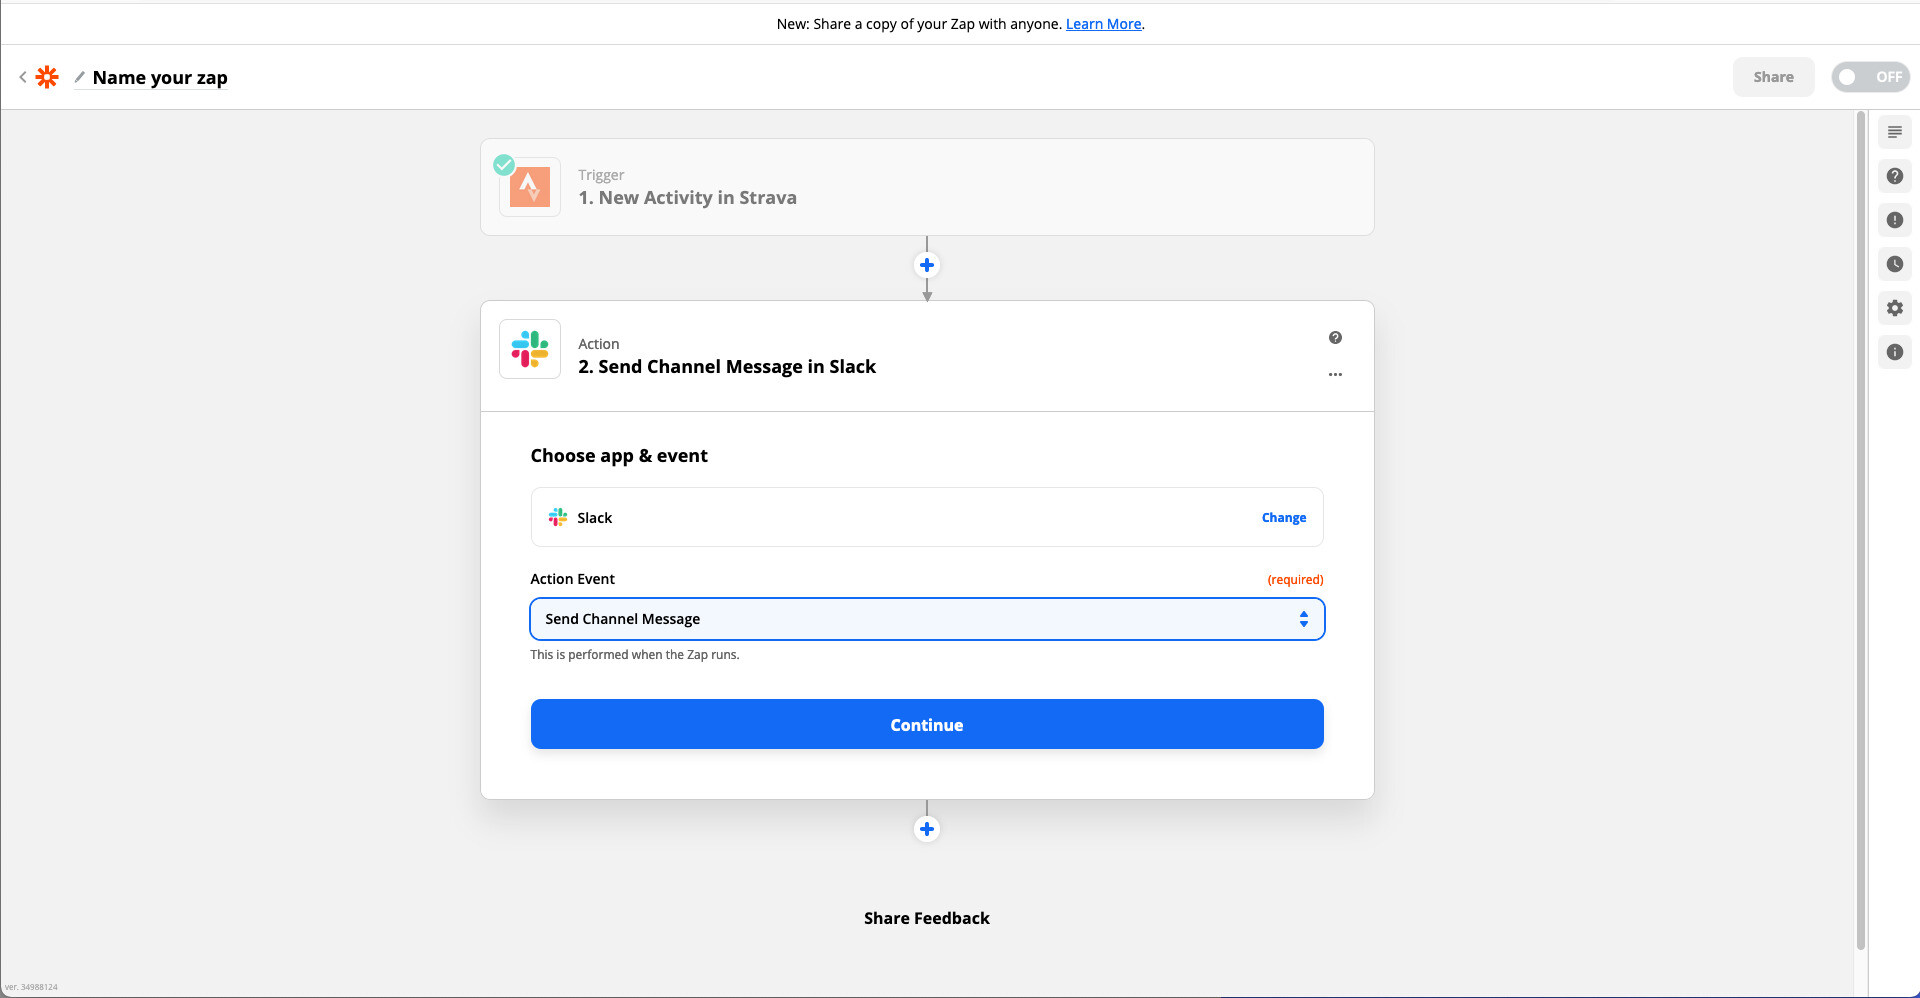 New: Share a copy of your Zap with anyone. Learn More.
Name your zap
Share
OFF
Trigger
1. New Activity in Strava
Action
2. Send Channel Message in Slack
Choose app & event
Slack
Change
Action Event
(required)
Send Channel Message
This is performed when the Zap runs.
Continue
Share Feedback
ver. 34988124